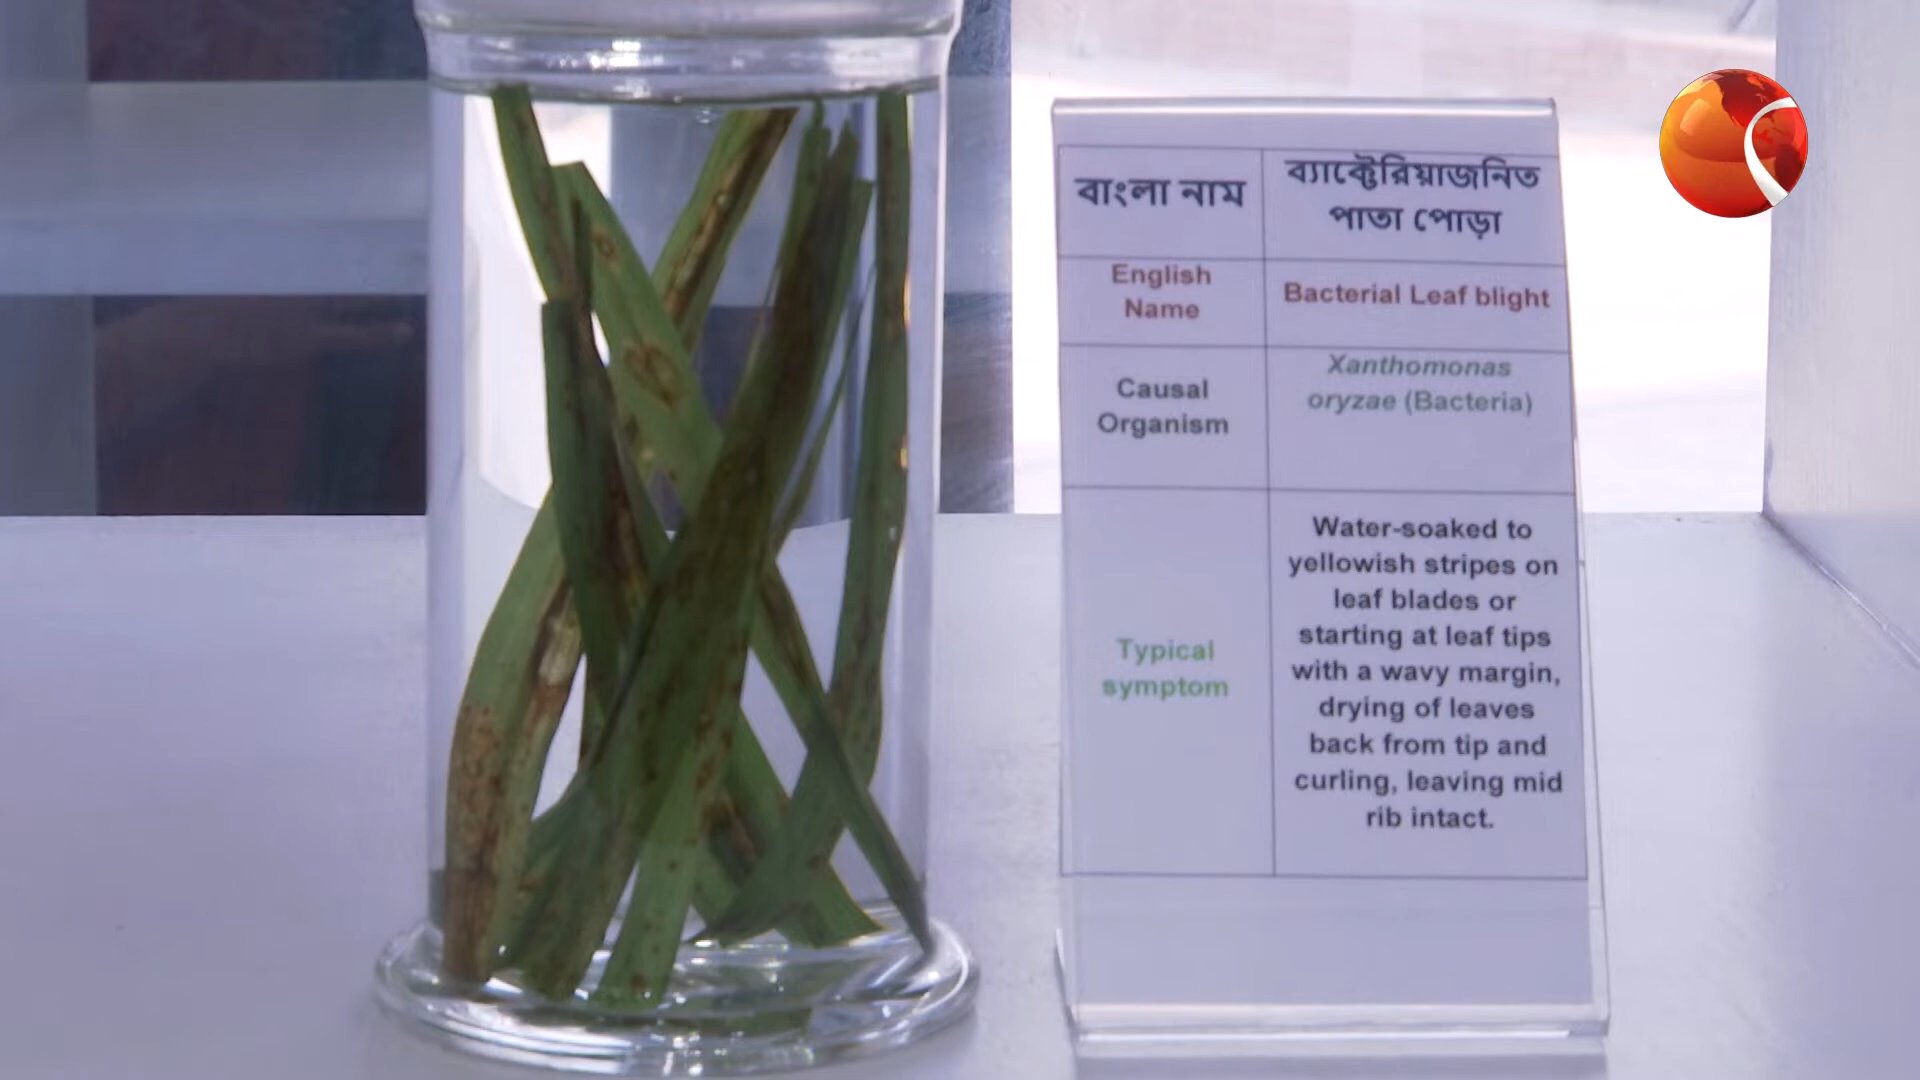 বাংলা নাম
ব্যাক্টেরিয়াজনিত
পাতা পোড়া
English
Name
Bacterial Leaf blight
Causal
Organism
Xanthomonas
oryzae (Bacteria)
Typical
symptom
Water-soaked to
yellowish stripes on
leaf blades or
starting at leaf tips
with a wavy margin,
drying of leaves
back from tip and
curling, leaving mid
rib intact.